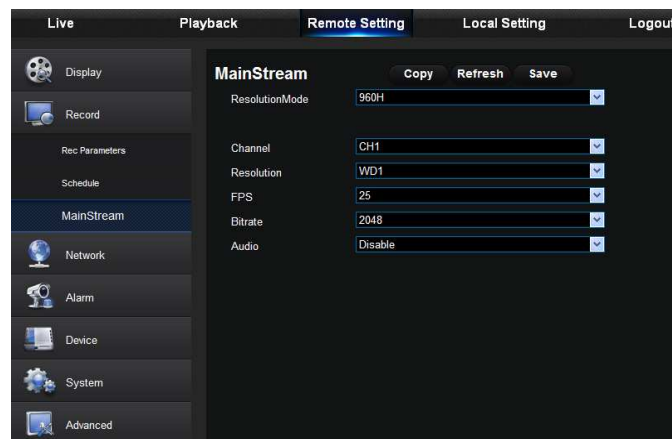 Live Playback Remote Setting Local Setting Logout
Display
Record
Rec Parameters
Schedule
MainStream
Network
Alarm
Device
System
Advanced
MainStream Copy Refresh Save
ResolutionMode 960H
Channel CH1
Resolution WD1
FPS 25
Bitrate 2048
Audio Disable